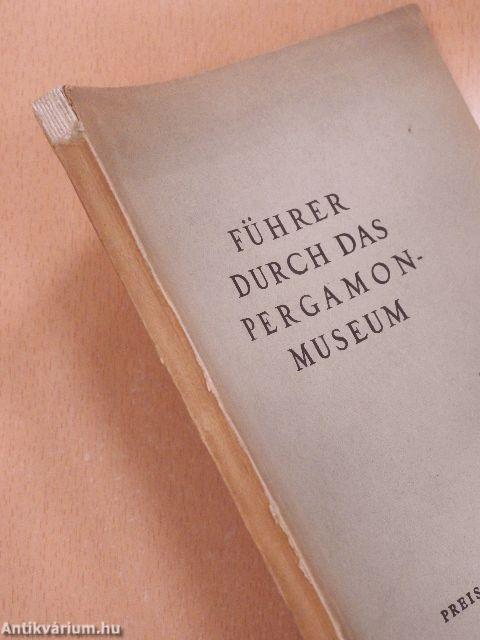 FÜHRER
DURCH DAS
PERGAMON-
MUSEUM
PREIS
Antikvárium.hu